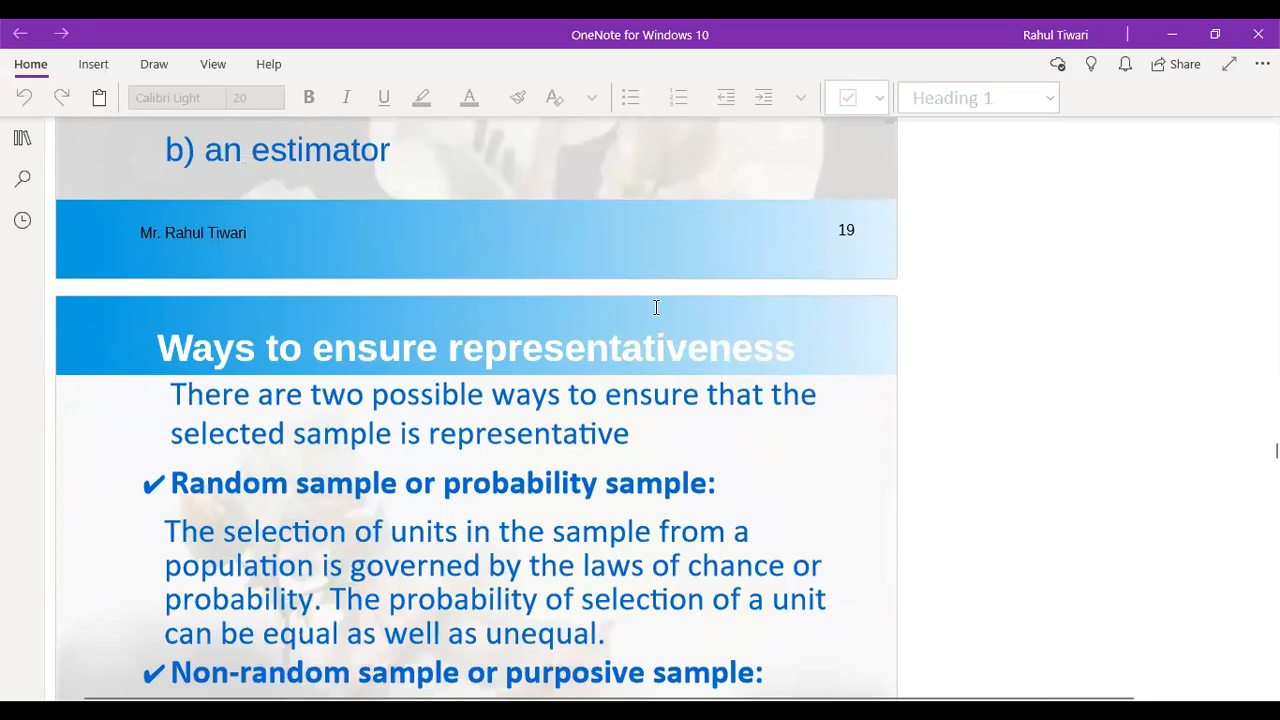 OneNote for Windows 10
Rahul Tiwari
Home Insert Draw View Help
Share
Calibri Light 20
B I U A
Heading 1
b) an estimator
Mr. Rahul Tiwari
19
Ways to ensure representativeness
There are two possible ways to ensure that the
selected sample is representative
✔Random sample or probability sample:
The selection of units in the sample from a
population is governed by the laws of chance or
probability. The probability of selection of a unit
can be equal as well as unequal.
✔Non-random sample or purposive sample: